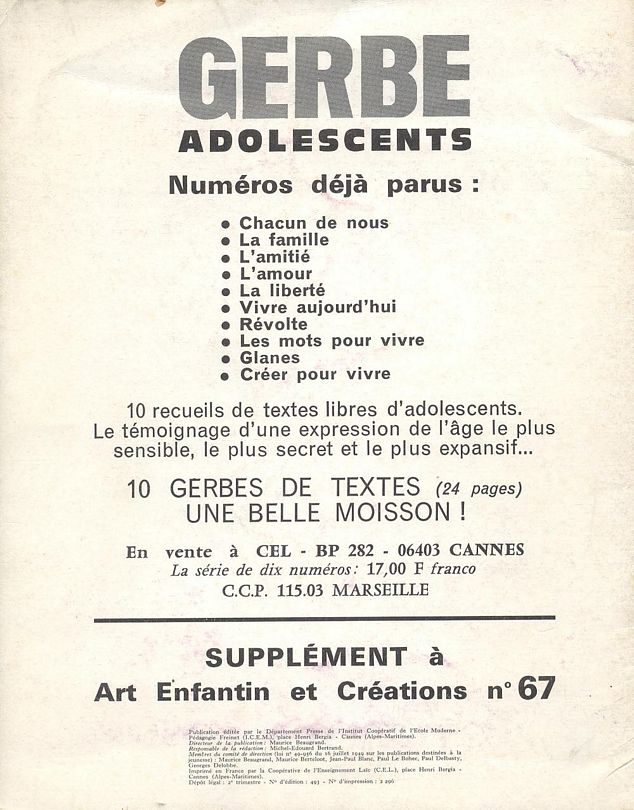 GERBE
ADOLESCENTS
Numéros déjà parus :
● Chacun de nous
● La famille
● L'amitié
● L'amour
● La liberté
● Vivre aujourd'hui
● Révolte
● Les mots pour vivre
● Glanes
● Créer pour vivre
10 recueils de textes libres d'adolescents.
Le témoignage d'une expression de l'âge le plus
sensible, le plus secret et le plus expansif...
10 GERBES DE TEXTES (24 pages)
UNE BELLE MOISSON !
En vente à CEL - BP 282 - 06403 CANNES
La série de dix numéros: 17,00 F franco
C.C.P. 115.03 MARSEILLE
SUPPLÉMENT à
Art Enfantin et Créations n° 67
Publication éditée par le Département Presse de l'Institut Coopératif de l'Ecole Moderne -
Pédagogie Freinet (I.C.E.M.), place Henri Bergia - Cannes (Alpes-Maritimes).
Directeur de la publication : Maurice Beaugrand.
Responsable de la rédaction : Michel-Edouard Bertrand.
Membres du comité de direction (loi n° 49-956 du 16 juillet 1949 sur les publications destinées à la
jeunesse) : Maurice Beaugrand, Maurice Berteloot, Jean-Paul Blanc, Paul Le Bohec, Paul Delbasty,
Georges Delobbe.
Imprimé en France par la Coopérative de l'Enseignement Laïc (C.E.L.), place Henri Bergia -
Cannes (Alpes-Maritimes).
Dépôt légal : 2e trimestre - N° d'édition : 493 - N° d'impression : 2 296